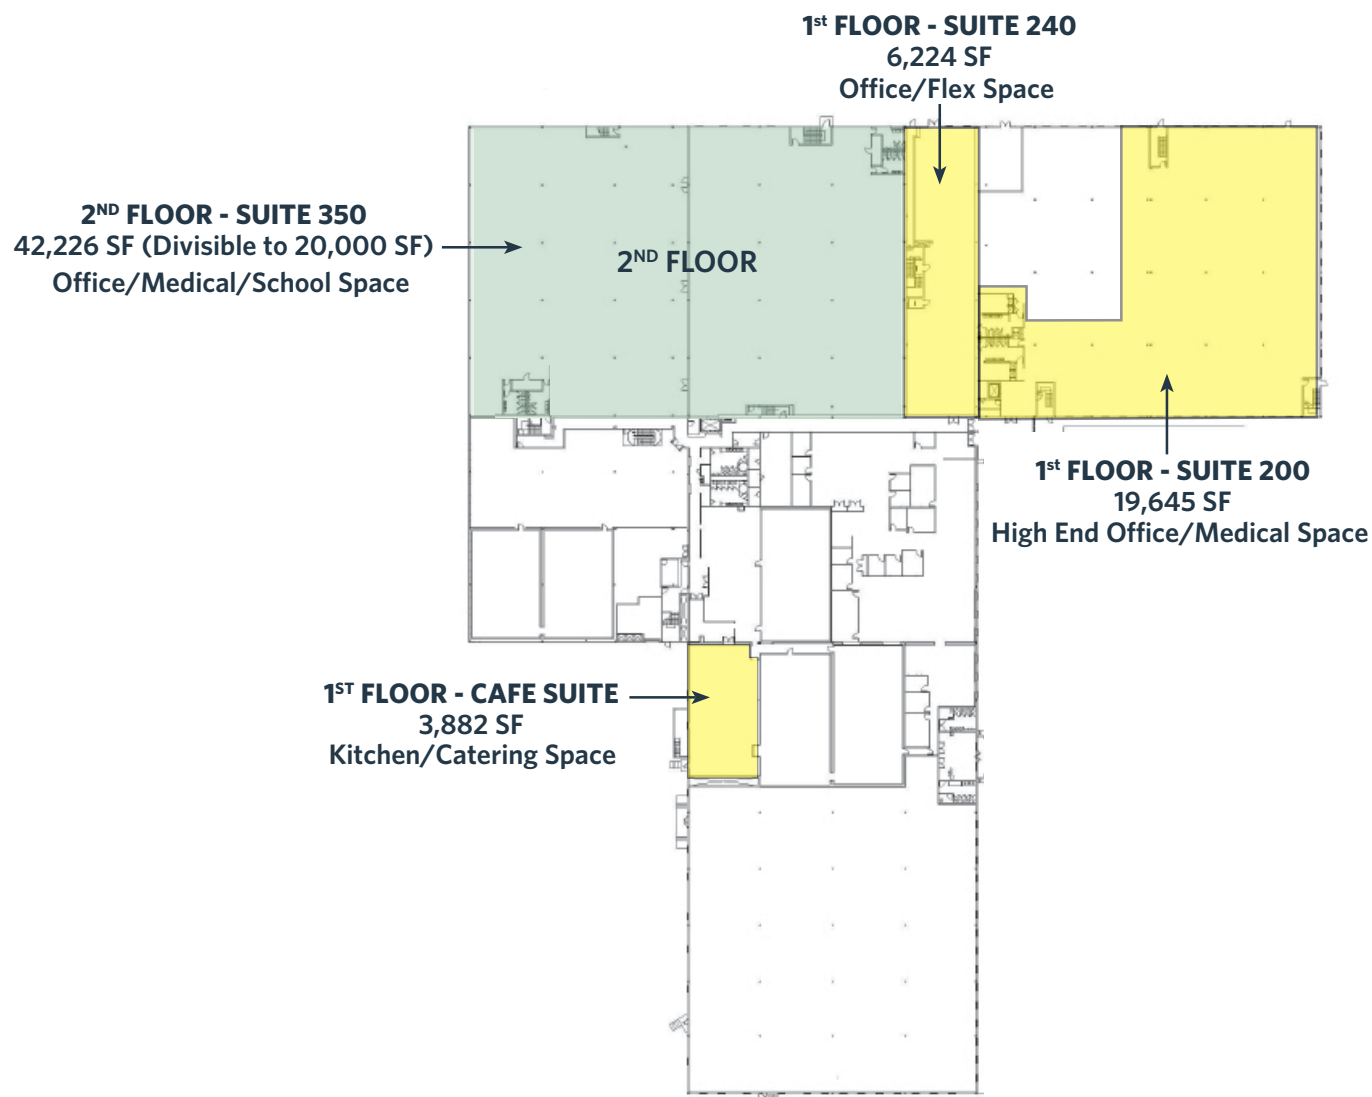 1st FLOOR - SUITE 240
6,224 SF
Office/Flex Space
2ND FLOOR - SUITE 350
42,226 SF (Divisible to 20,000 SF)
Office/Medical/School Space
2ND FLOOR
1st FLOOR - SUITE 200
19,645 SF
High End Office/Medical Space
1ST FLOOR - CAFE SUITE
3,882 SF
Kitchen/Catering Space